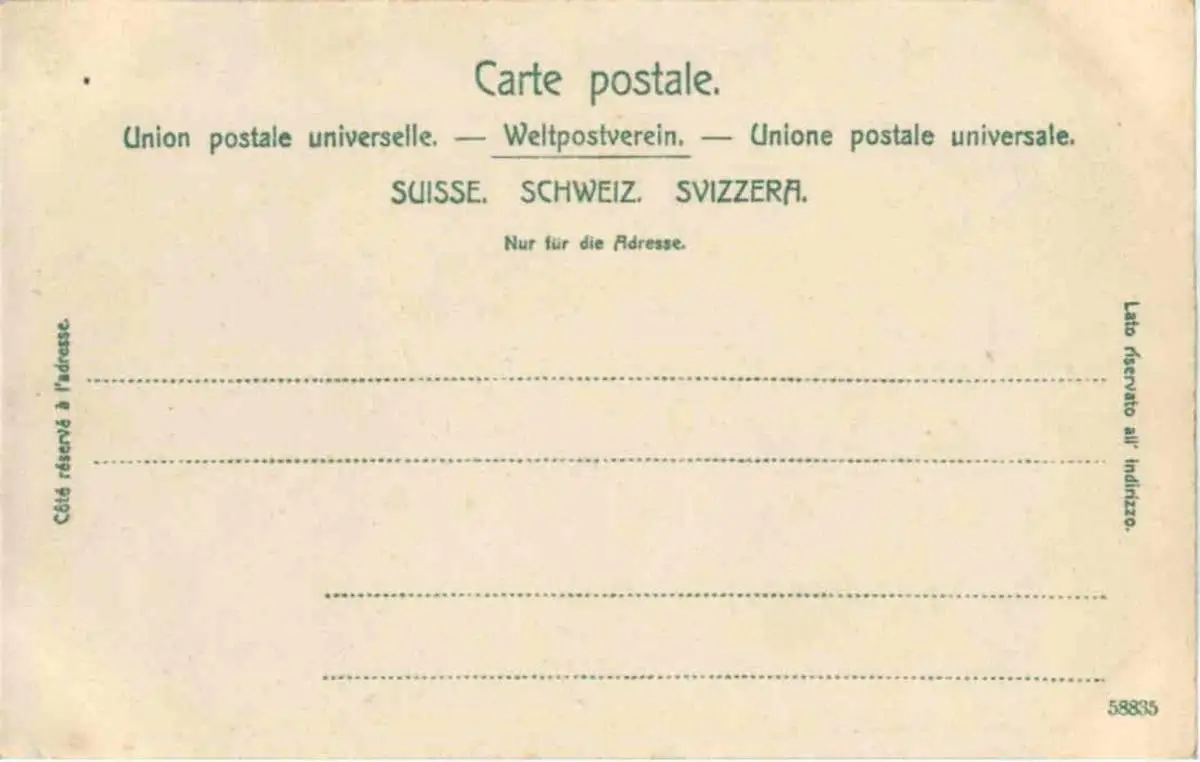 Carte postale.
Union postale universelle. — Weltpostverein. — Unione postale universale.
SUISSE. SCHWEIZ. SVIZZERA.
Nur für die Adresse.
Côté réservé à l'adresse.
Lato riservato all' indirizzo.
58835